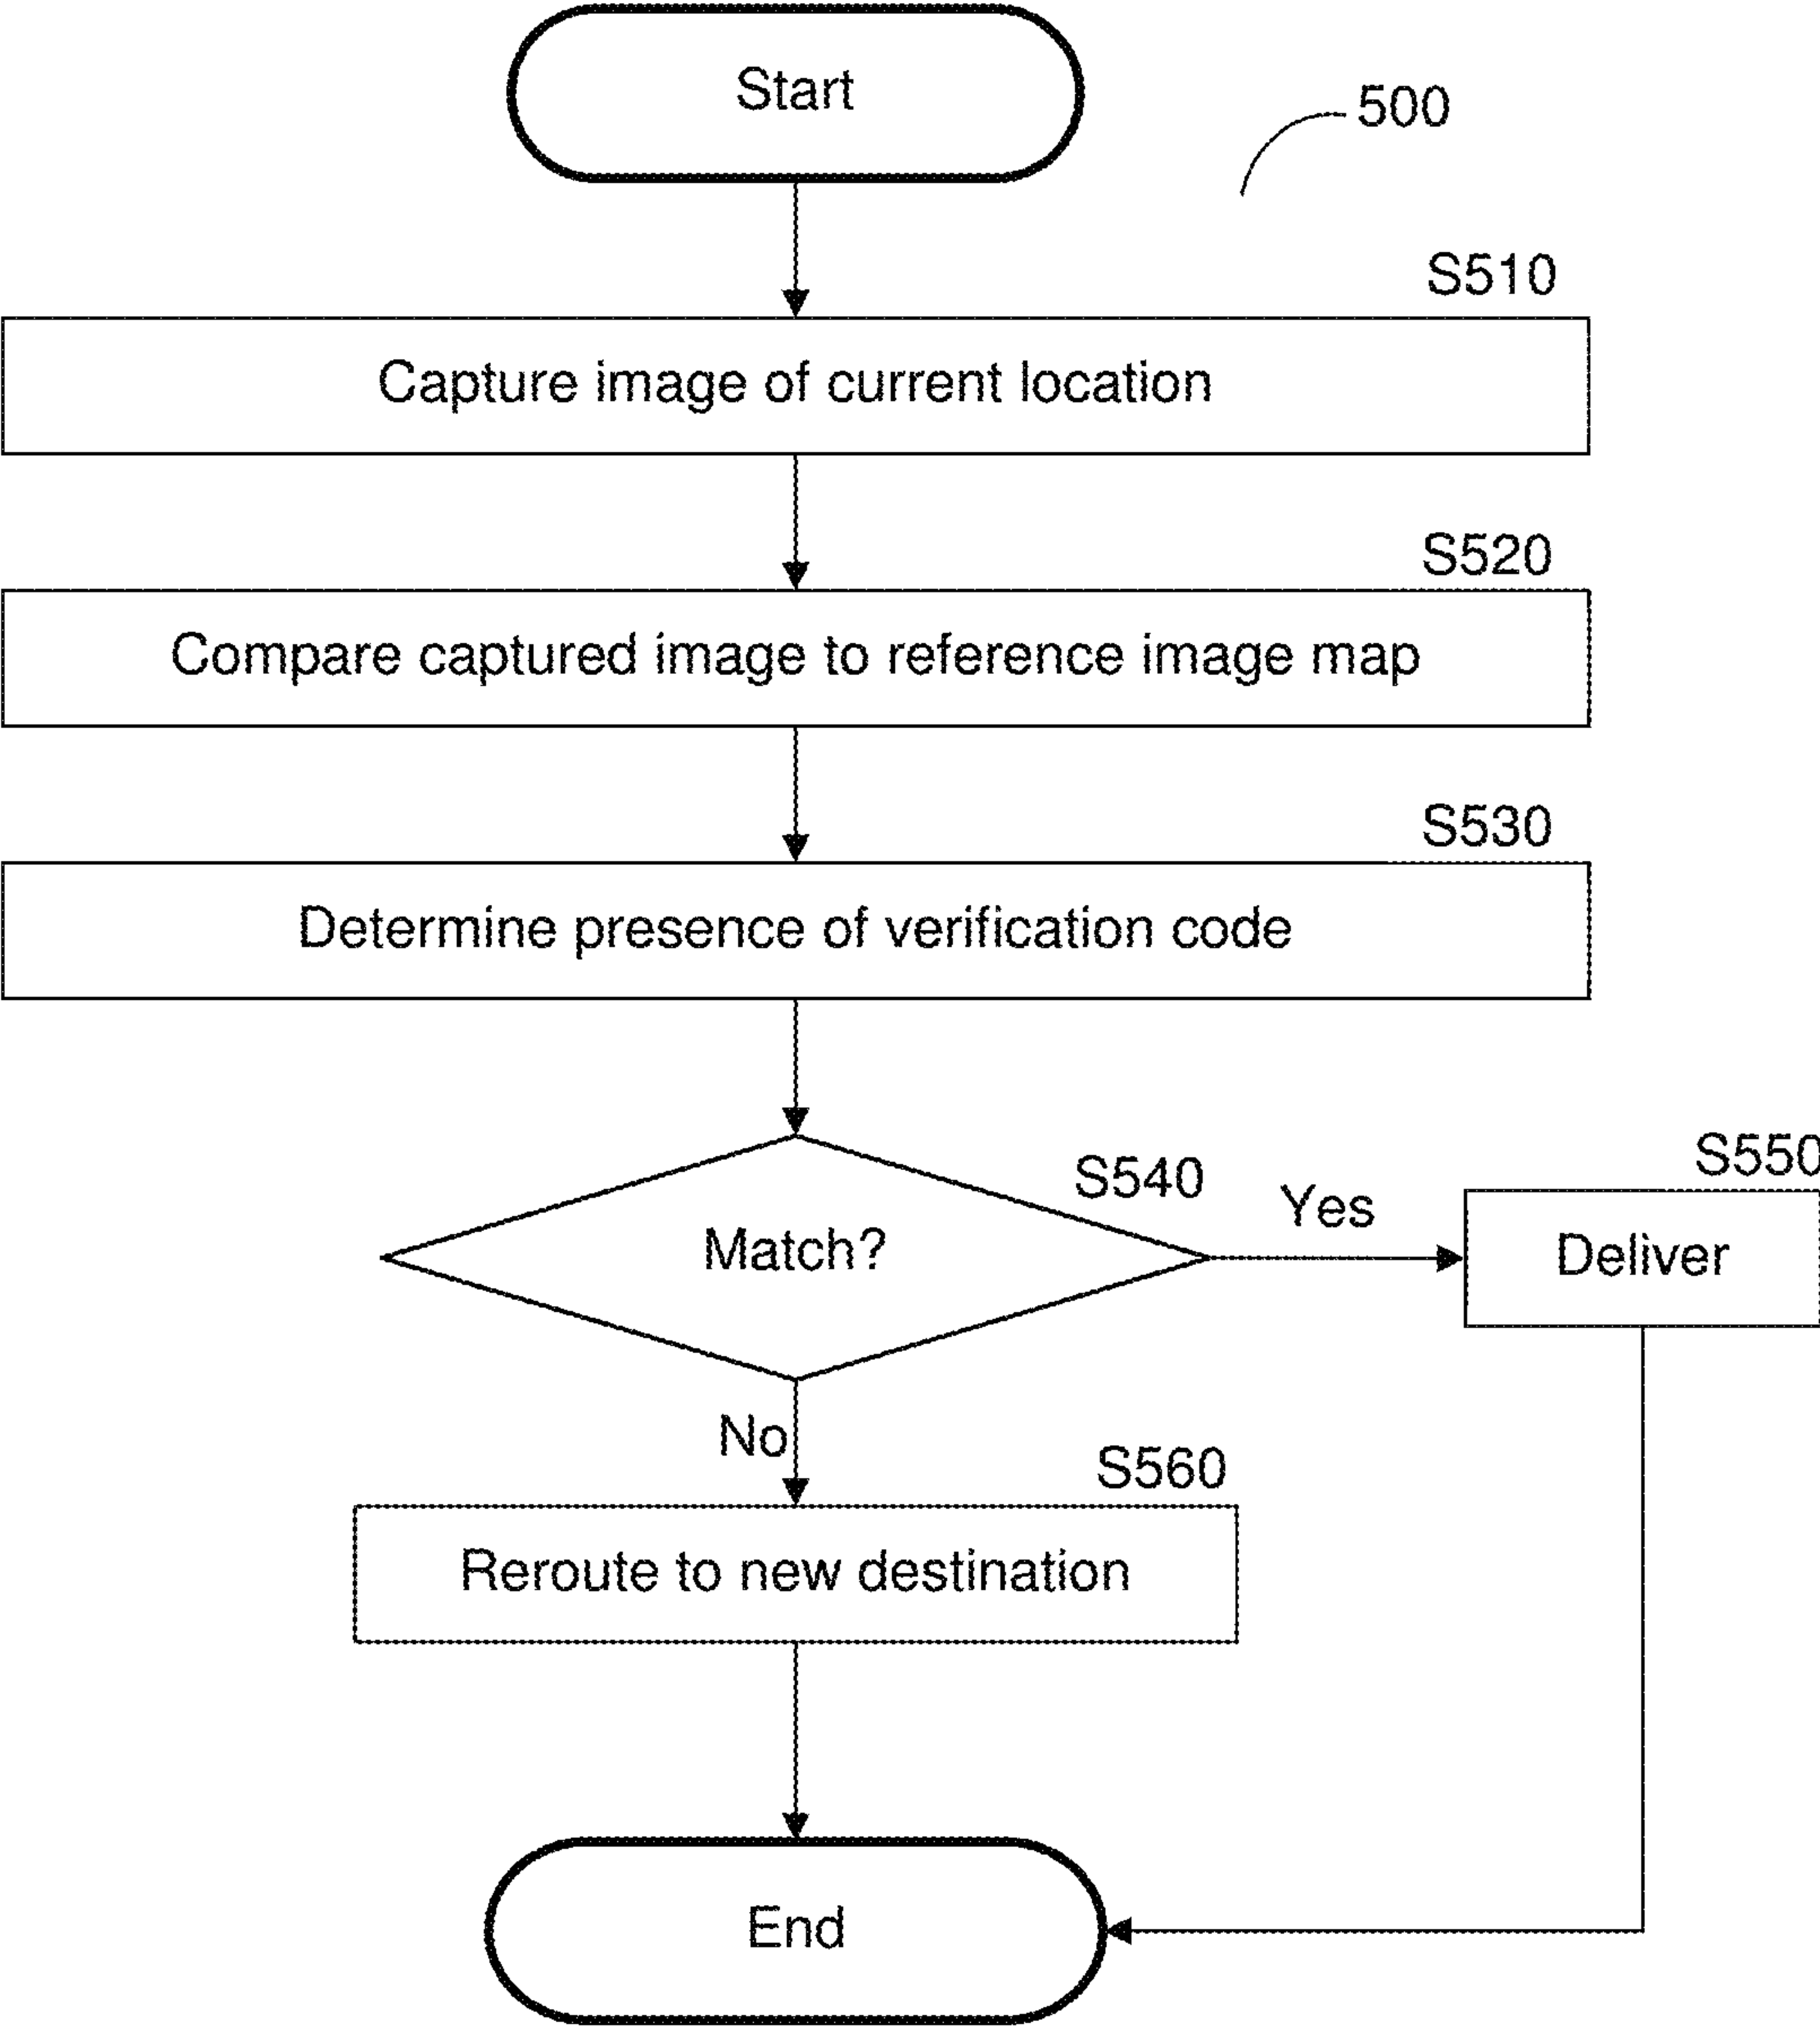 Start
500
S510
Capture image of current location
S520
Compare captured image to reference image map
S530
Determine presence of verification code
S540
Match?
Yes
S550
Deliver
No
S560
Reroute to new destination
End